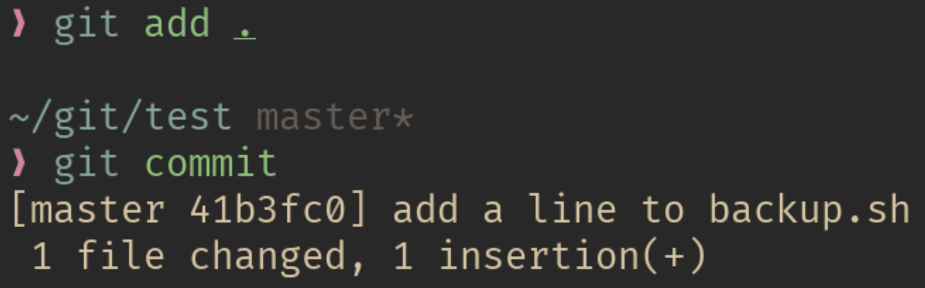 ❱ git add .
~/git/test master*
❱ git commit
[master 41b3fc0] add a line to backup.sh
 1 file changed, 1 insertion(+)